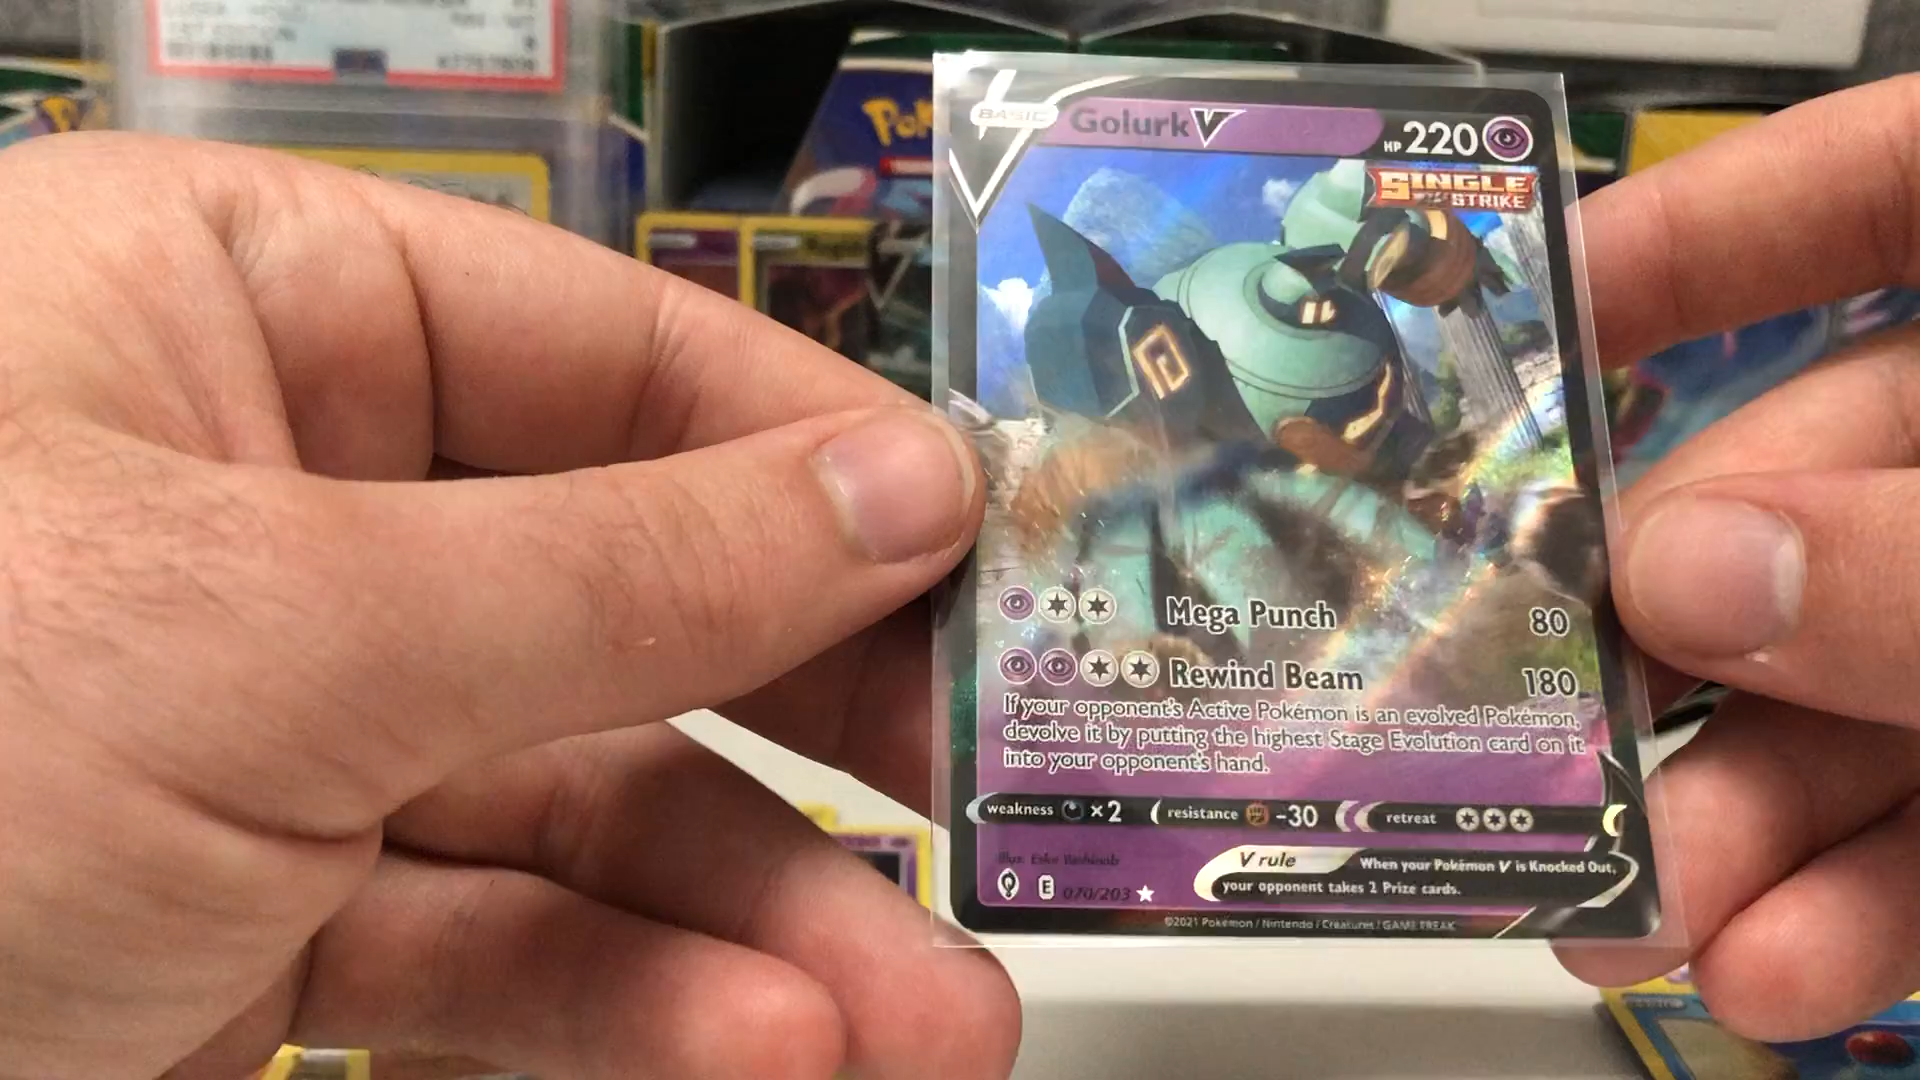 Pok
BASIC
Golurk V
HP 220
SINGLE
STRIKE
Mega Punch 80
Rewind Beam 180
If your opponent's Active Pokémon is an evolved Pokémon,
devolve it by putting the highest Stage Evolution card on it
into your opponent's hand.
weakness ×2 resistance -30 retreat
V rule When your Pokémon V is Knocked Out,
your opponent takes 2 Prize cards.
Illus.
E 070/203
©2021 Pokémon / Nintendo / Creatures / GAME FREAK